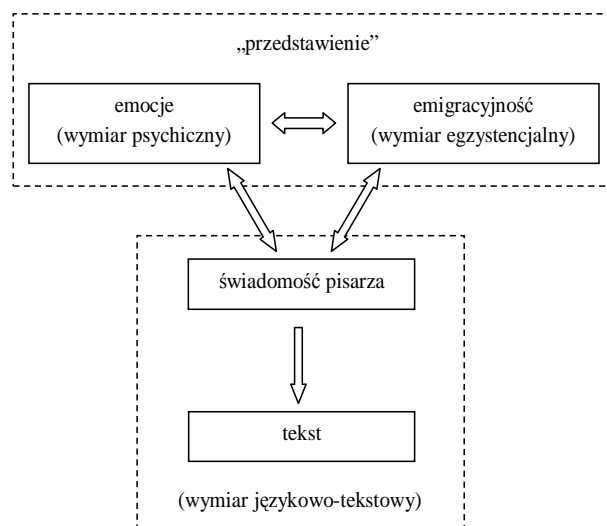 „przedstawienie”
emocje
(wymiar psychiczny)
emigracyjność
(wymiar egzystencjalny)
świadomość pisarza
tekst
(wymiar językowo-tekstowy)